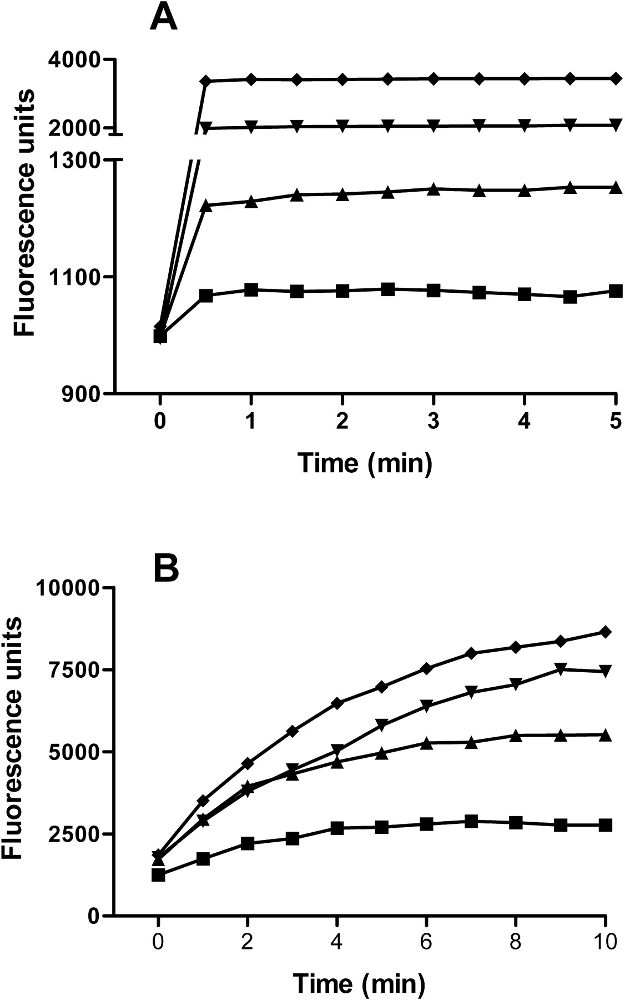 A
4000
2000
1300
1100
900
Fluorescence units
0 1 2 3 4 5
Time (min)
B
10000
7500
5000
2500
0
Fluorescence units
0 2 4 6 8 10
Time (min)